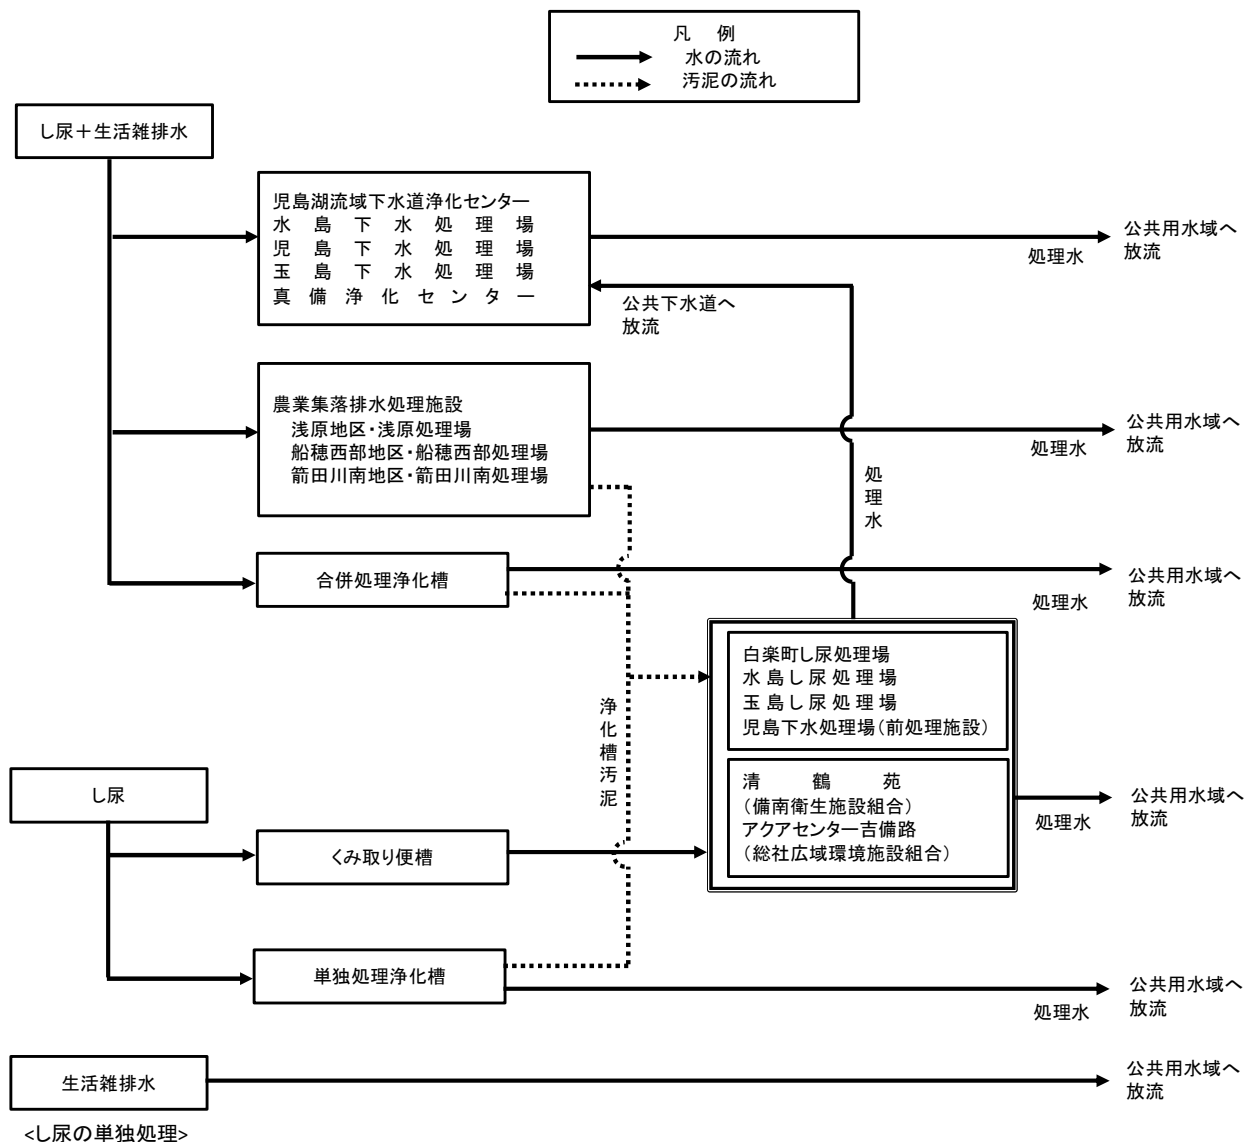 凡 例
水の流れ
汚泥の流れ
し尿＋生活雑排水
児島湖流域下水道浄化センター
水島下水処理場
児島下水処理場
玉島下水処理場
真備浄化センター
処理水
公共用水域へ
放流
公共下水道へ
放流
農業集落排水処理施設
浅原地区・浅原処理場
船穂西部地区・船穂西部処理場
箭田川南地区・箭田川南処理場
処理水
公共用水域へ
放流
処理水
合併処理浄化槽
処理水
公共用水域へ
放流
白楽町し尿処理場
水島し尿処理場
玉島し尿処理場
児島下水処理場（前処理施設）
浄化槽汚泥
清鶴苑
（備南衛生施設組合）
アクアセンター吉備路
（総社広域環境施設組合）
処理水
公共用水域へ
放流
し尿
くみ取り便槽
単独処理浄化槽
処理水
公共用水域へ
放流
生活雑排水
公共用水域へ
放流
<し尿の単独処理>